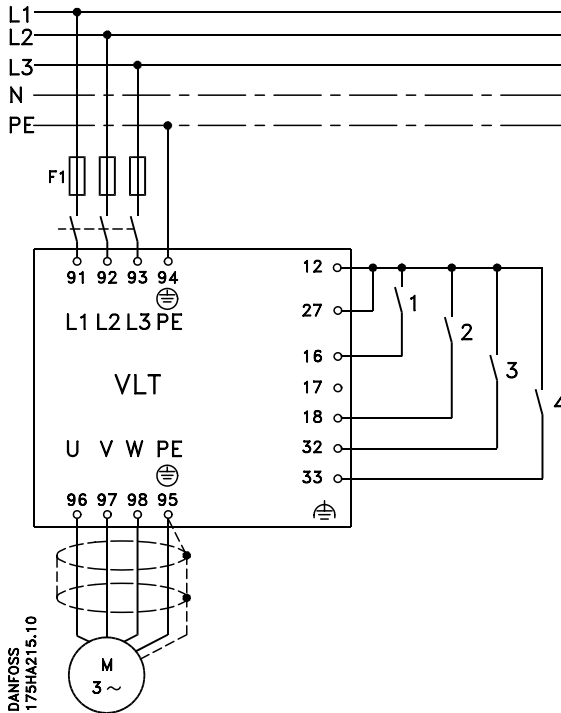 L1
L2
L3
N
PE
F1
91 92 93 94
L1 L2 L3 PE
VLT
U V W PE
96 97 98 95
12
27
16
17
18
32
33
1
2
3
4
M
3~
DANFOSS
175HA215.10